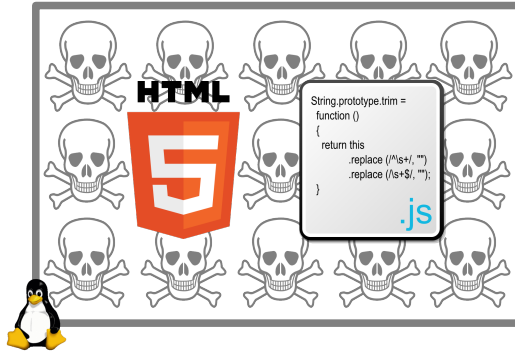 HTML
5
String.prototype.trim =
function ()
{
return this
.replace (/^\s+/, "")
.replace (/\s+$/, "");
}
.js